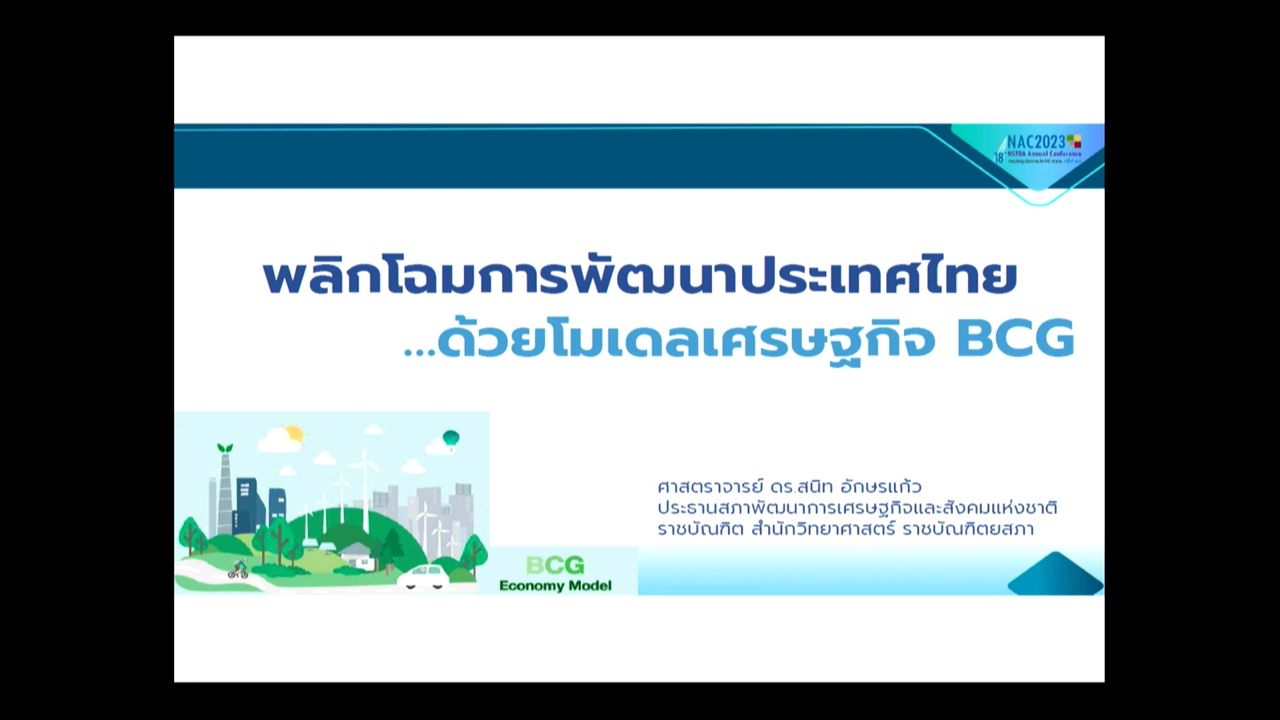 NAC2023
18
NSTDA Annual Conference
พลิกโฉมการพัฒนาประเทศไทย
...ด้วยโมเดลเศรษฐกิจ BCG
ศาสตราจารย์ ดร.สนิท อักษรแก้ว
ประธานสภาพัฒนาการเศรษฐกิจและสังคมแห่งชาติ
ราชบัณฑิต สำนักวิทยาศาสตร์ ราชบัณฑิตยสภา
BCG
Economy Model